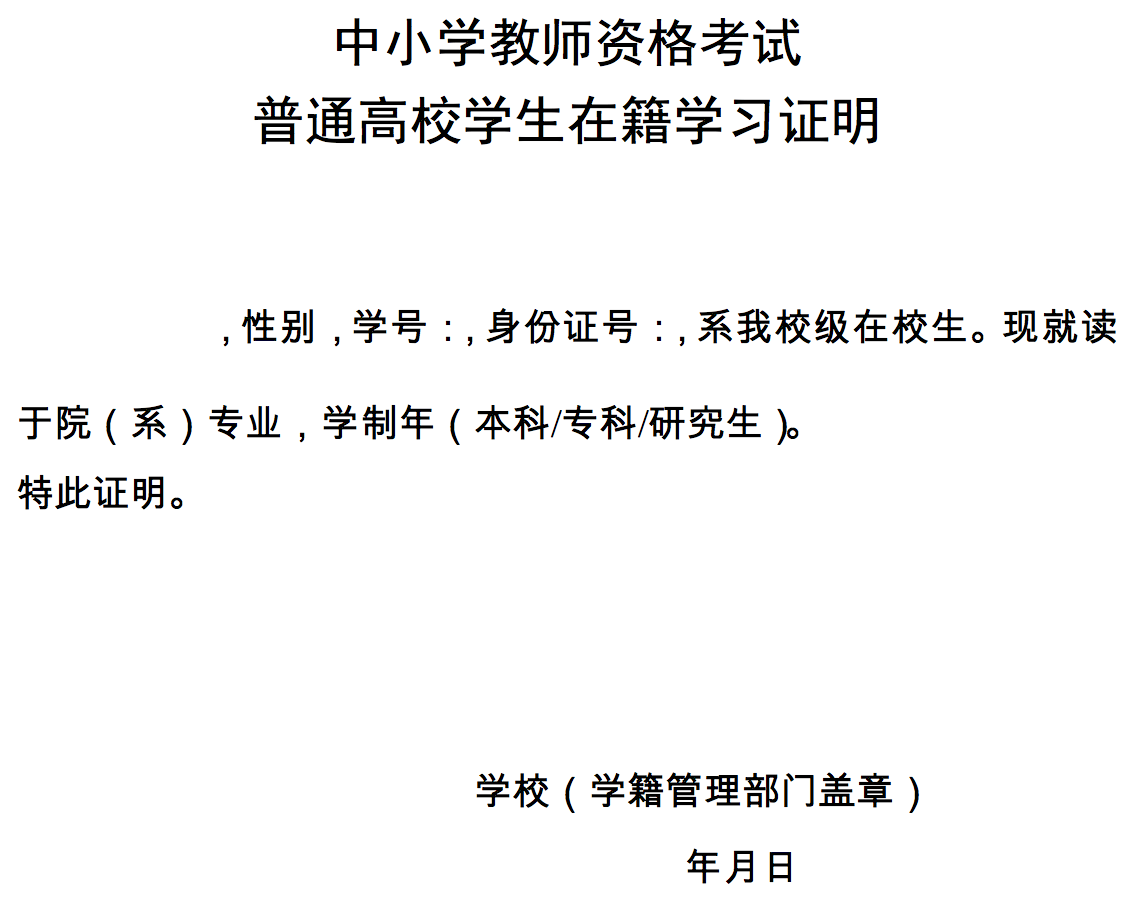 中小学教师资格考试
普通高校学生在籍学习证明
，性别，学号：，身份证号：，系我校级在校生。现就读
于院（系）专业，学制年（本科/专科/研究生）。
特此证明。
学校（学籍管理部门盖章）
年月日